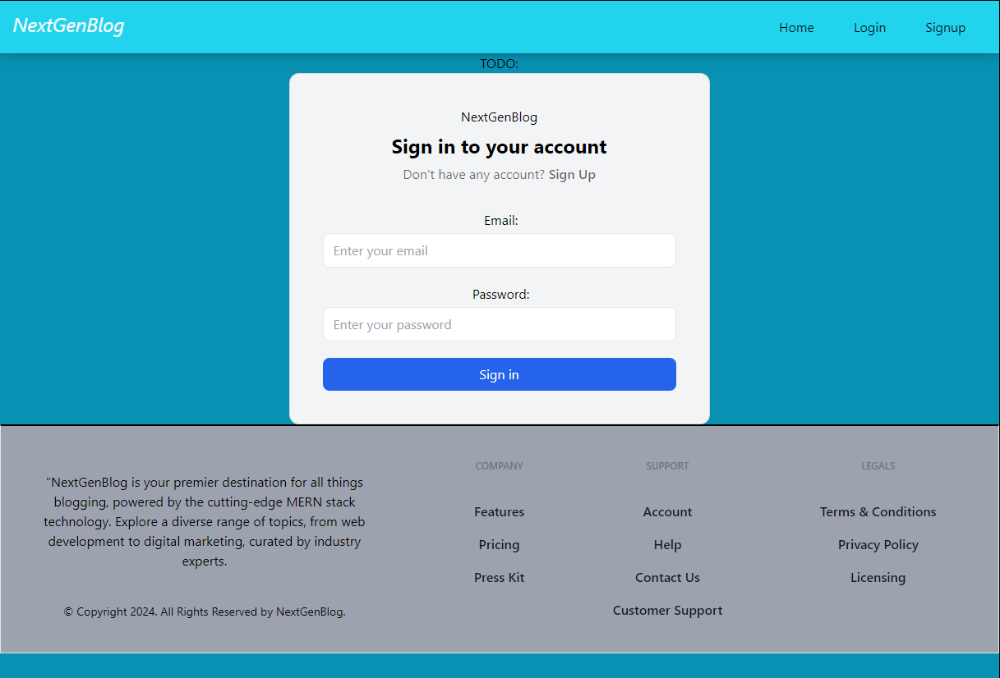 NextGenBlog
Home Login Signup
TODO:
NextGenBlog
Sign in to your account
Don't have any account? Sign Up
Email:
Enter your email
Password:
Enter your password
Sign in
"NextGenBlog is your premier destination for all things
blogging, powered by the cutting-edge MERN stack
technology. Explore a diverse range of topics, from web
development to digital marketing, curated by industry
experts.
© Copyright 2024. All Rights Reserved by NextGenBlog.
COMPANY
Features
Pricing
Press Kit
SUPPORT
Account
Help
Contact Us
Customer Support
LEGALS
Terms & Conditions
Privacy Policy
Licensing